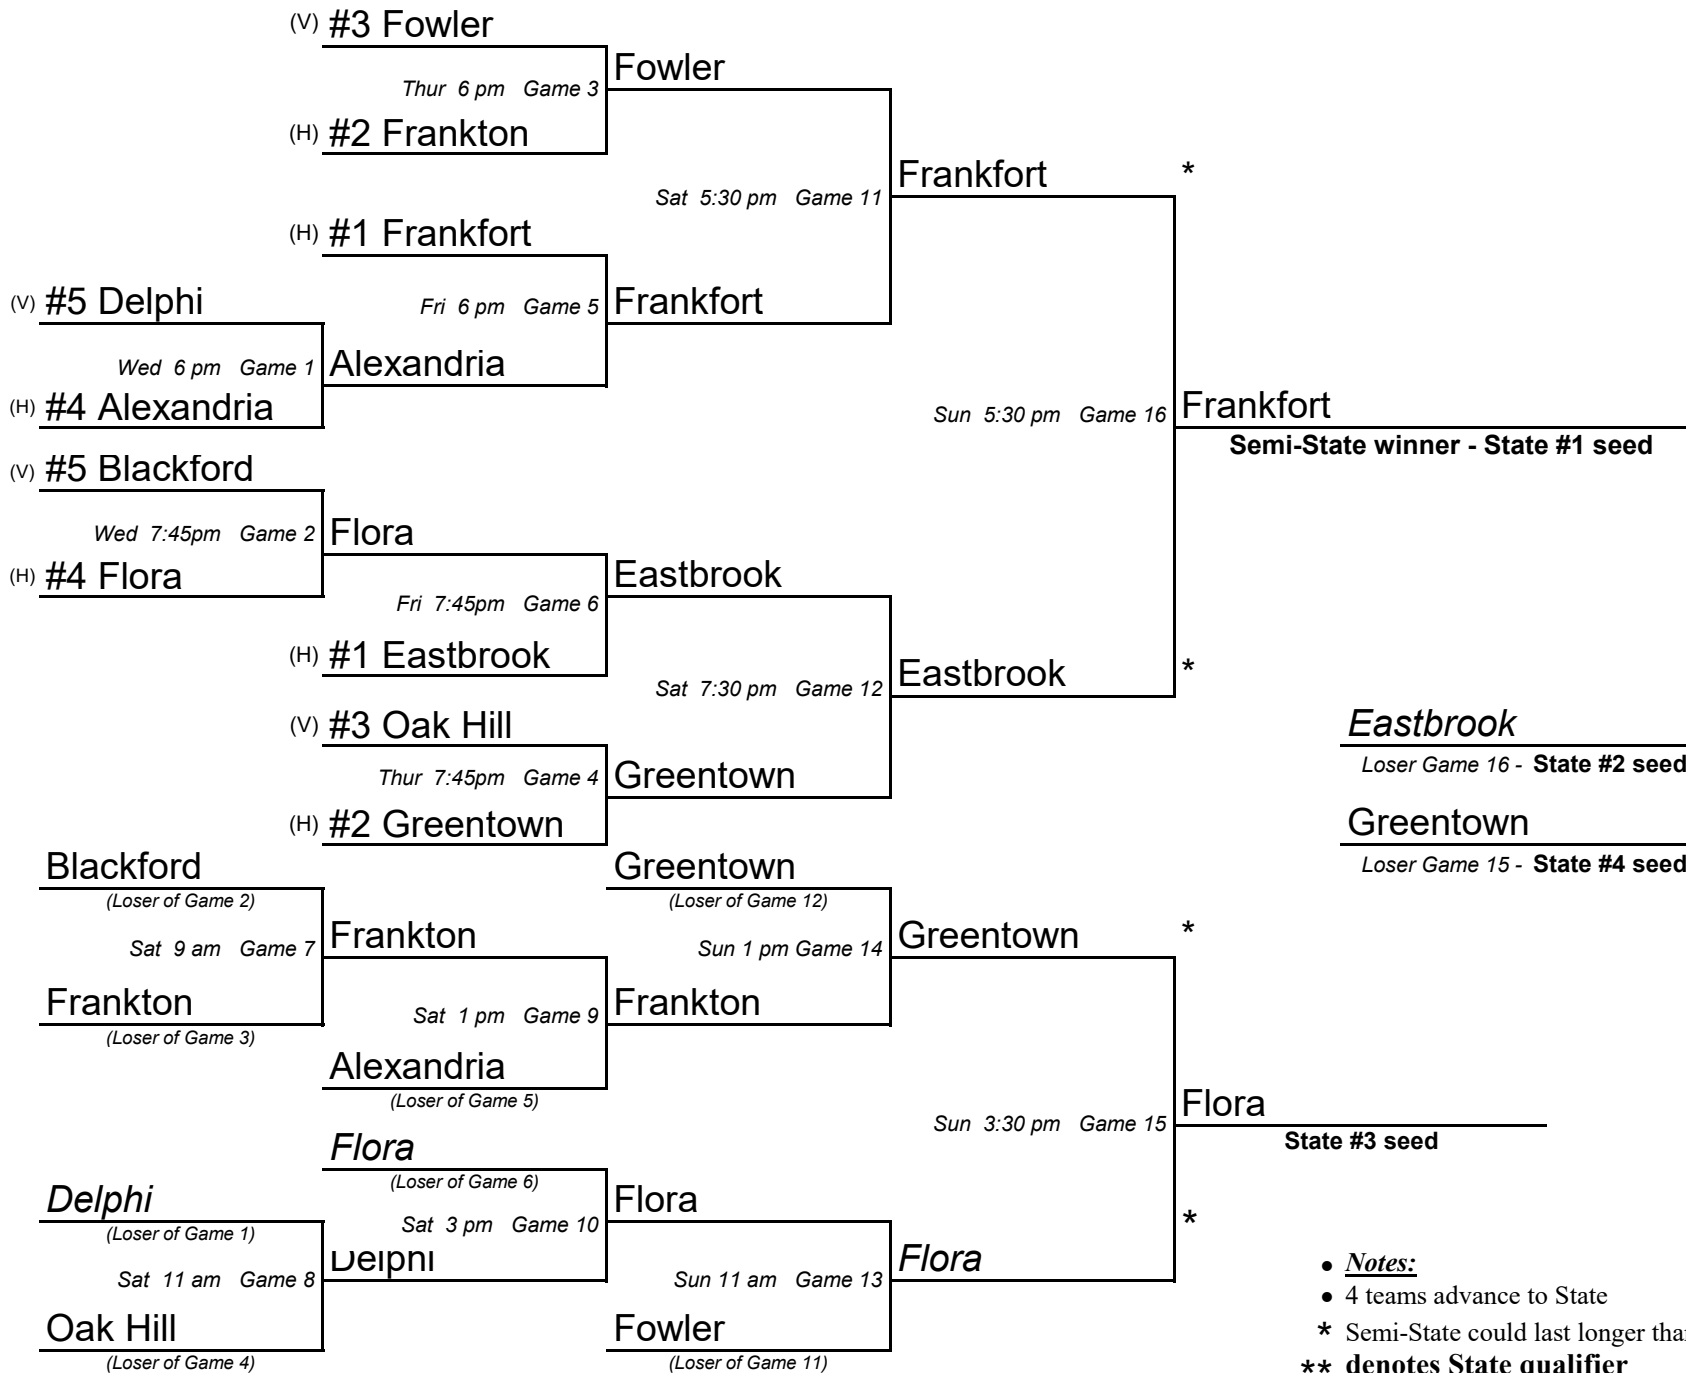 (V) #3 Fowler
Fowler
Thur 6 pm Game 3
(H) #2 Frankton
Frankfort *
Sat 5:30 pm Game 11
(H) #1 Frankfort
(V) #5 Delphi
Fri 6 pm Game 5
Frankfort
Wed 6 pm Game 1
Alexandria
(H) #4 Alexandria
Sun 5:30 pm Game 16
Frankfort
Semi-State winner - State #1 seed
(V) #5 Blackford
Wed 7:45pm Game 2
Flora
(H) #4 Flora
Eastbrook
Fri 7:45pm Game 6
(H) #1 Eastbrook
Eastbrook *
Sat 7:30 pm Game 12
(V) #3 Oak Hill
Eastbrook
Loser Game 16 - State #2 seed
Thur 7:45pm Game 4
Greentown
(H) #2 Greentown
Greentown
Loser Game 15 - State #4 seed
Blackford
(Loser of Game 2)
Greentown
(Loser of Game 12)
Sat 9 am Game 7
Frankton
Sun 1 pm Game 14
Greentown *
Frankton
(Loser of Game 3)
Sat 1 pm Game 9
Frankton
Alexandria
(Loser of Game 5)
Sun 3:30 pm Game 15
Flora
State #3 seed
Flora
(Loser of Game 6)
Delphi
(Loser of Game 1)
Sat 3 pm Game 10
Flora
*
Sat 11 am Game 8
Delphi
Sun 11 am Game 13
Flora
Oak Hill
(Loser of Game 4)
Fowler
(Loser of Game 11)
• Notes:
• 4 teams advance to State
* Semi-State could last longer than
** denotes State qualifier